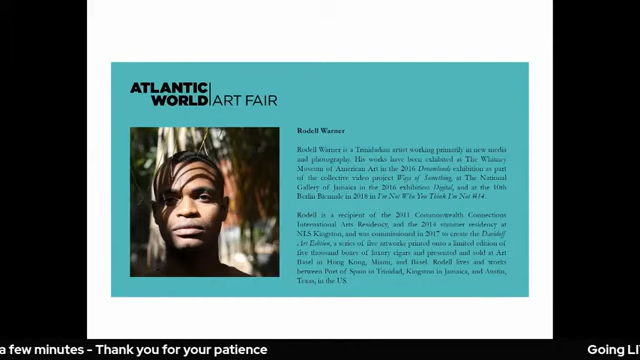 ATLANTIC
WORLD ART FAIR
Rodell Warner
Rodell Warner is a Trinidadian artist working primarily in new media
and photography. His works have been exhibited at The Whitney
Museum of American Art in the 2016 Dreamlands exhibition as part
of the collective video project Ways of Something, at The National
Gallery of Jamaica in the 2016 exhibition Digital, and at the 10th
Berlin Biennale in 2018 in I'm Not Who You Think I'm Not #14.
Rodell is a recipient of the 2011 Commonwealth Connections
International Arts Residency, and the 2014 summer residency at
NLS Kingston, and was commissioned in 2017 to create the Davidoff
Art Edition, a series of five artworks printed onto a limited edition of
five thousand boxes of luxury cigars and presented and sold at Art
Basel in Hong Kong, Miami, and Basel. Rodell lives and works
between Port of Spain in Trinidad, Kingston in Jamaica, and Austin,
Texas, in the US.
a few minutes - Thank you for your patience
Going LI